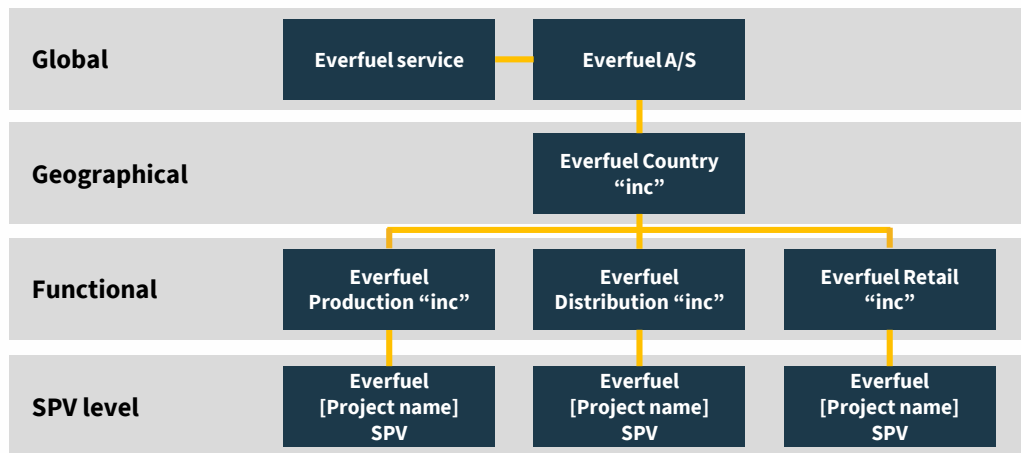 Global
Everfuel service
Everfuel A/S
Geographical
Everfuel Country
“inc”
Functional
Everfuel
Production “inc”
Everfuel
Distribution “inc”
Everfuel Retail
“inc”
SPV level
Everfuel
[Project name]
SPV
Everfuel
[Project name]
SPV
Everfuel
[Project name]
SPV